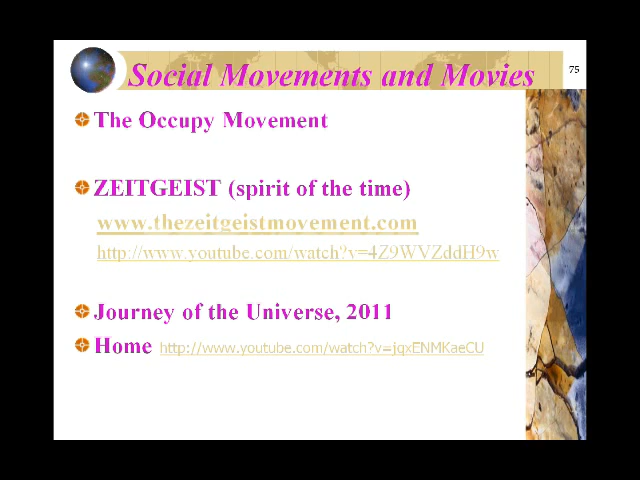 Social Movements and Movies
75
The Occupy Movement
ZEITGEIST (spirit of the time)
www.thezeitgeistmovement.com
http://www.youtube.com/watch?v=4Z9WVZddH9w
Journey of the Universe, 2011
Home http://www.youtube.com/watch?v=jqxENMKaeCU